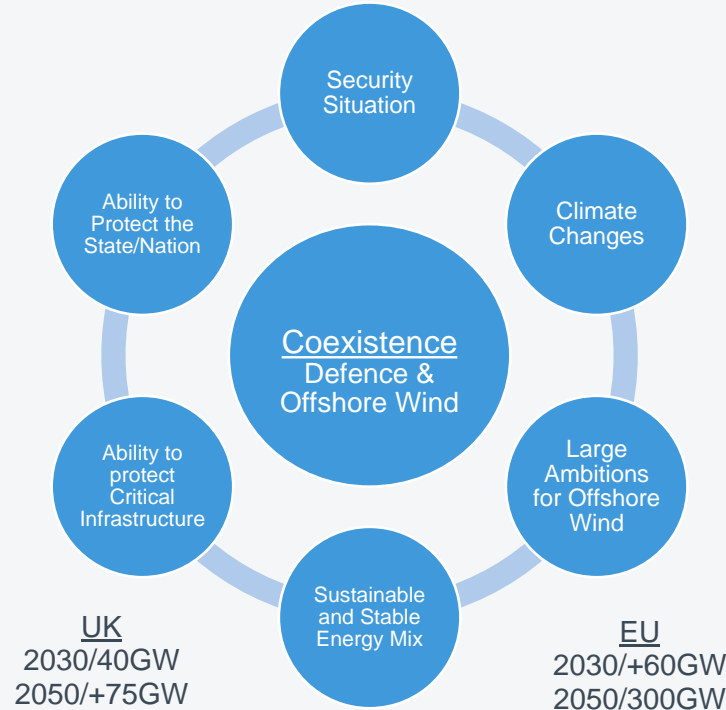 Security
Situation
Climate
Changes
Large
Ambitions
for Offshore
Wind
Sustainable
and Stable
Energy Mix
Ability to
protect
Critical
Infrastructure
Ability to
Protect the
State/Nation
Coexistence
Defence &
Offshore Wind
UK
2030/40GW
2050/+75GW
EU
2030/+60GW
2050/300GW